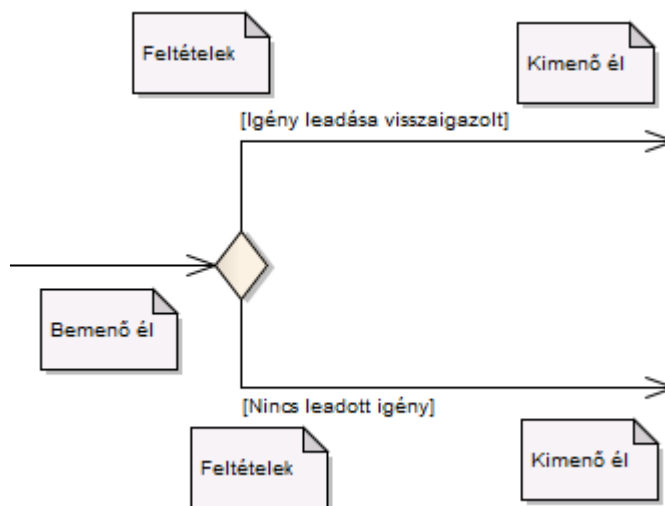 Feltételek
Kimenő él
[Igény leadása visszaigazolt]
Bemenő él
[Nincs leadott igény]
Feltételek
Kimenő él